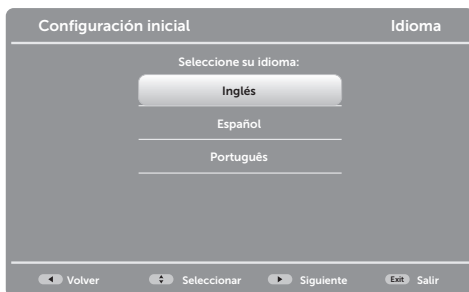 Configuración inicial Idioma
Seleccione su idioma:
Inglés
Español
Português
Volver Seleccionar Siguiente Exit Salir